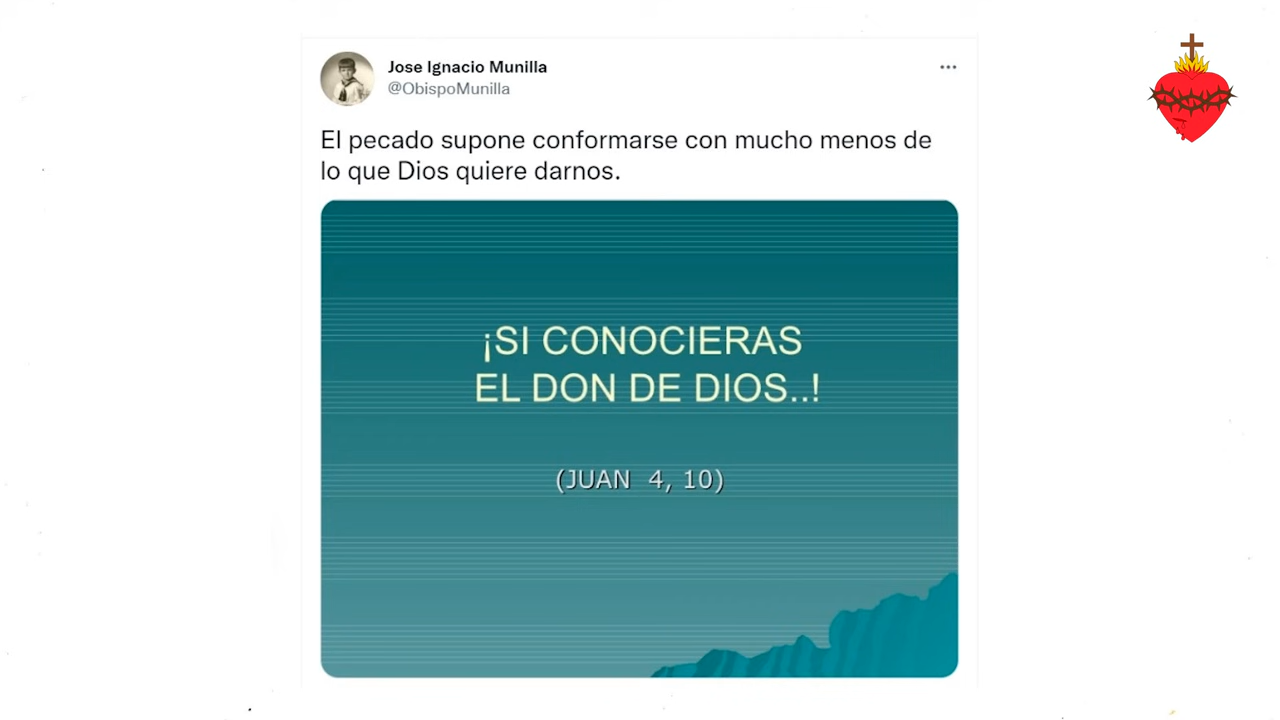 Jose Ignacio Munilla
@ObispoMunilla
El pecado supone conformarse con mucho menos de
lo que Dios quiere darnos.
¡SI CONOCIERAS
EL DON DE DIOS..!
(JUAN 4, 10)